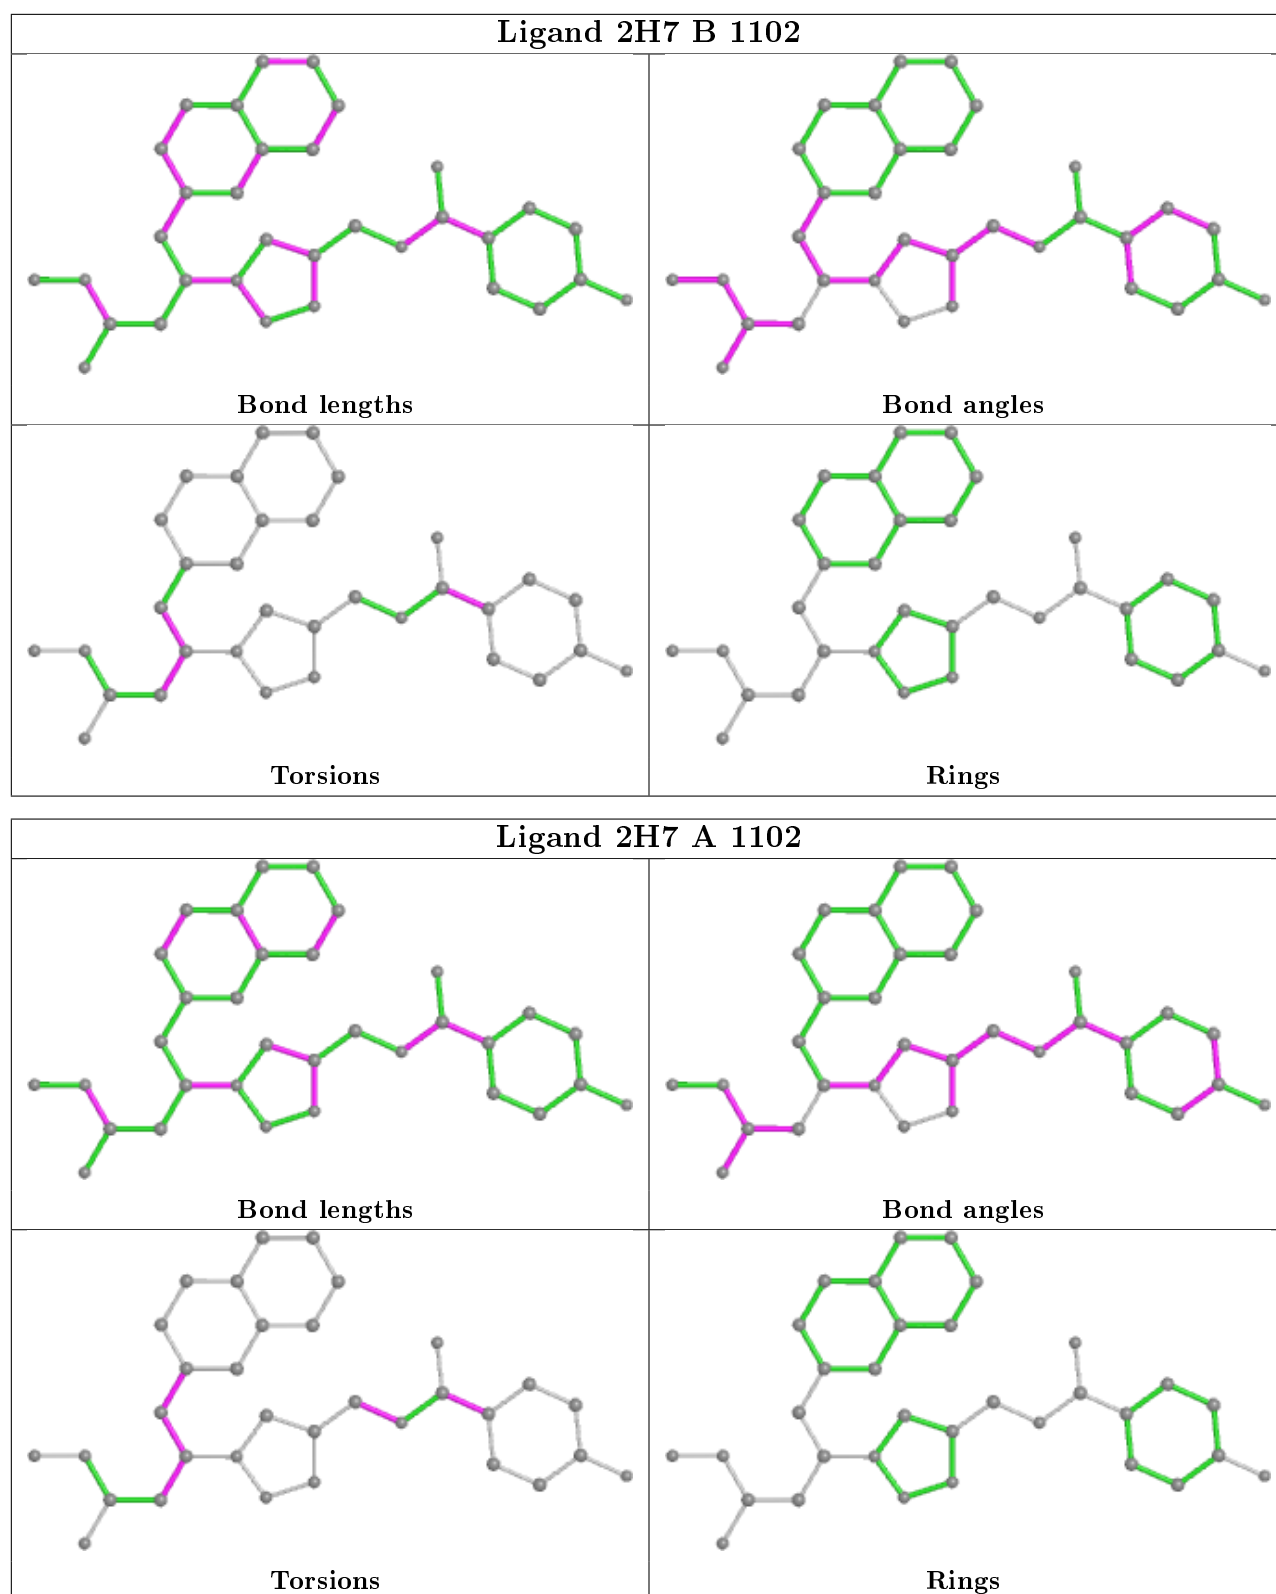 Ligand 2H7 B 1102
Bond lengths
Bond angles
Torsions
Rings
Ligand 2H7 A 1102
Bond lengths
Bond angles
Torsions
Rings